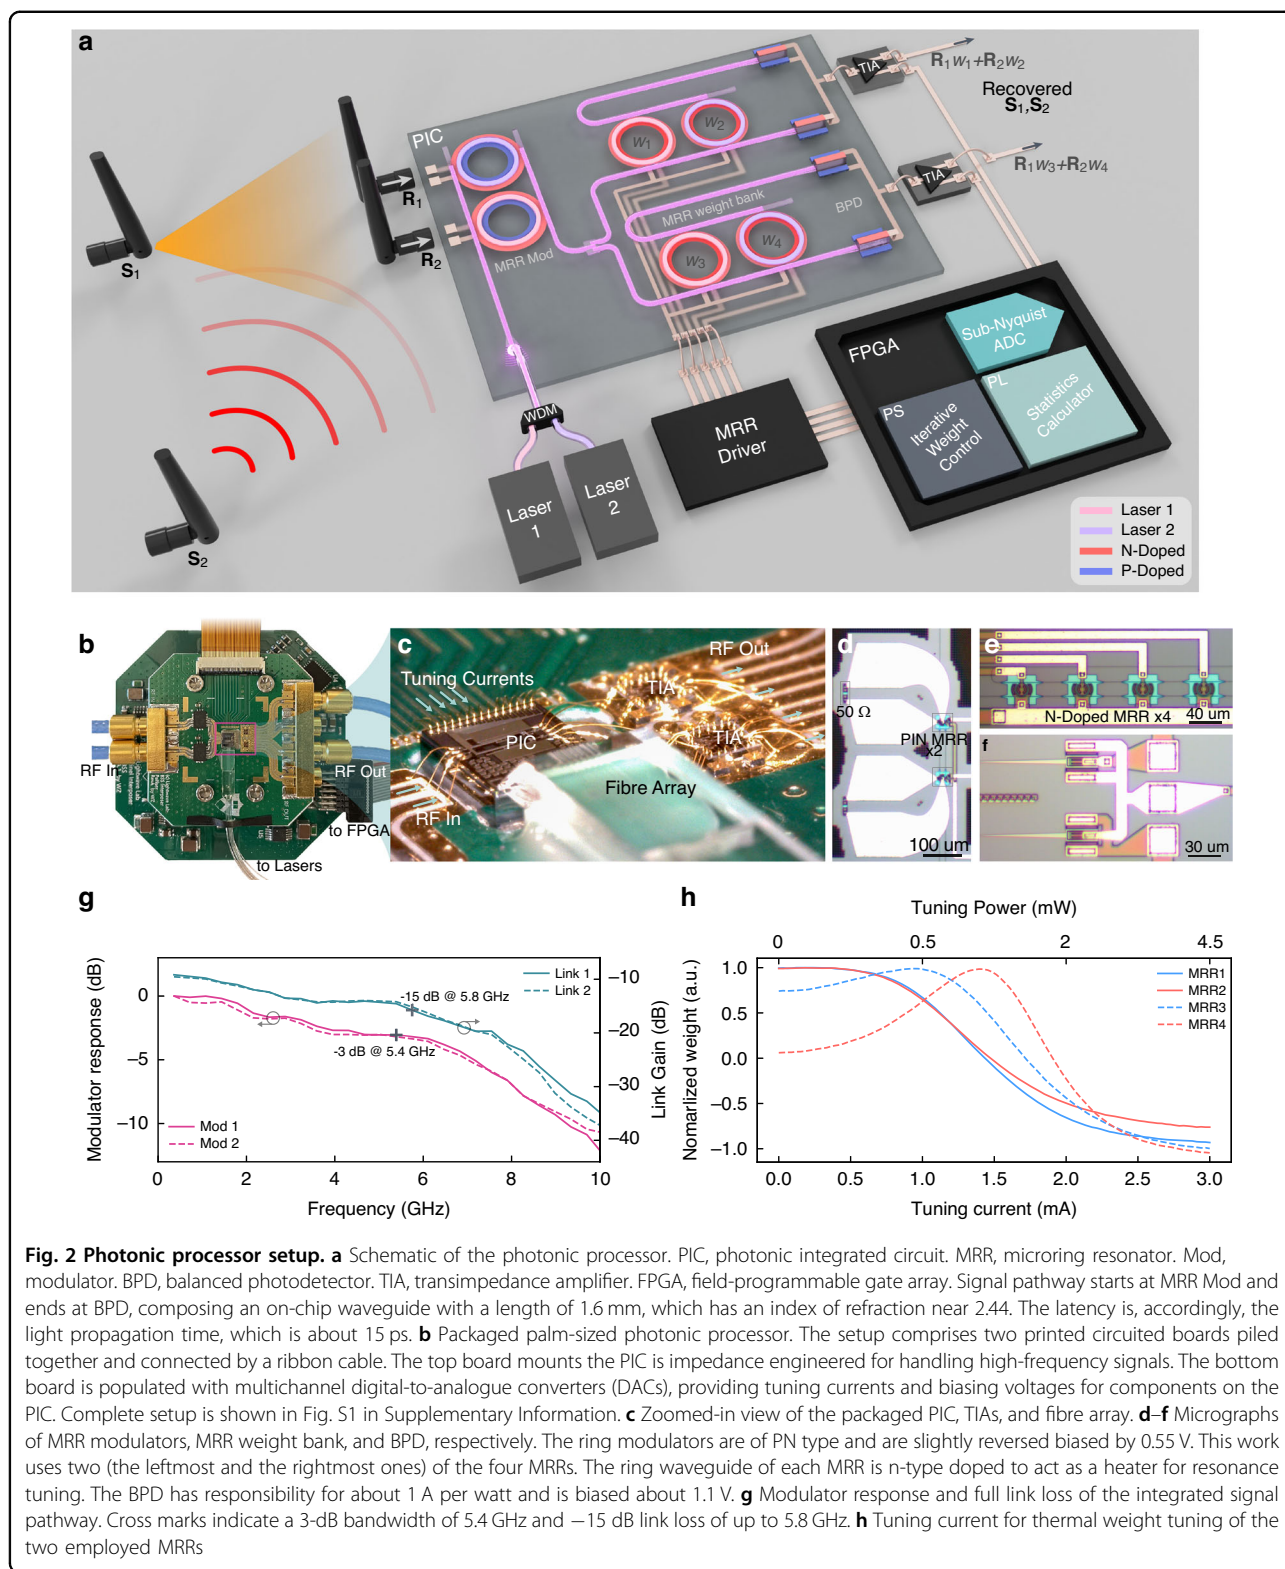 a
PIC
R1
R2
S1
S2
MRR Mod
W1
W2
W3
W4
MRR weight bank
BPD
TIA
TIA
R1w1+R2w2
Recovered
S1,S2
R1w3+R2w4
WDM
Laser
1
Laser
2
MRR
Driver
FPGA
Sub-Nyquist
ADC
PL
Statistics
Calculator
PS
Iterative
Weight
Control
Laser 1
Laser 2
N-Doped
P-Doped
b
RF In
RF Out
to FPGA
to Lasers
c
Tuning Currents
RF Out
TIA
TIA
PIC
Fibre Array
RF In
d
50 Ω
PIN MRR
x2
100 um
e
N-Doped MRR x4
40 um
f
30 um
g
Modulator response (dB)
0
−5
−10
Link 1
Link 2
-15 dB @ 5.8 GHz
-3 dB @ 5.4 GHz
Mod 1
Mod 2
−10
−20
−30
−40
Link Gain (dB)
0 2 4 6 8 10
Frequency (GHz)
h
Tuning Power (mW)
0 0.5 2 4.5
Nomarlized weight (a.u.)
1.0
0.5
0.0
−0.5
−1.0
MRR1
MRR2
MRR3
MRR4
0.0 0.5 1.0 1.5 2.0 2.5 3.0
Tuning current (mA)
Fig. 2 Photonic processor setup. a Schematic of the photonic processor. PIC, photonic integrated circuit. MRR, microring resonator. Mod,
modulator. BPD, balanced photodetector. TIA, transimpedance amplifier. FPGA, field-programmable gate array. Signal pathway starts at MRR Mod and
ends at BPD, composing an on-chip waveguide with a length of 1.6 mm, which has an index of refraction near 2.44. The latency is, accordingly, the
light propagation time, which is about 15 ps. b Packaged palm-sized photonic processor. The setup comprises two printed circuited boards piled
together and connected by a ribbon cable. The top board mounts the PIC is impedance engineered for handling high-frequency signals. The bottom
board is populated with multichannel digital-to-analogue converters (DACs), providing tuning currents and biasing voltages for components on the
PIC. Complete setup is shown in Fig. S1 in Supplementary Information. c Zoomed-in view of the packaged PIC, TIAs, and fibre array. d–f Micrographs
of MRR modulators, MRR weight bank, and BPD, respectively. The ring modulators are of PN type and are slightly reversed biased by 0.55 V. This work
uses two (the leftmost and the rightmost ones) of the four MRRs. The ring waveguide of each MRR is n-type doped to act as a heater for resonance
tuning. The BPD has responsibility for about 1 A per watt and is biased about 1.1 V. g Modulator response and full link loss of the integrated signal
pathway. Cross marks indicate a 3-dB bandwidth of 5.4 GHz and −15 dB link loss of up to 5.8 GHz. h Tuning current for thermal weight tuning of the
two employed MRRs